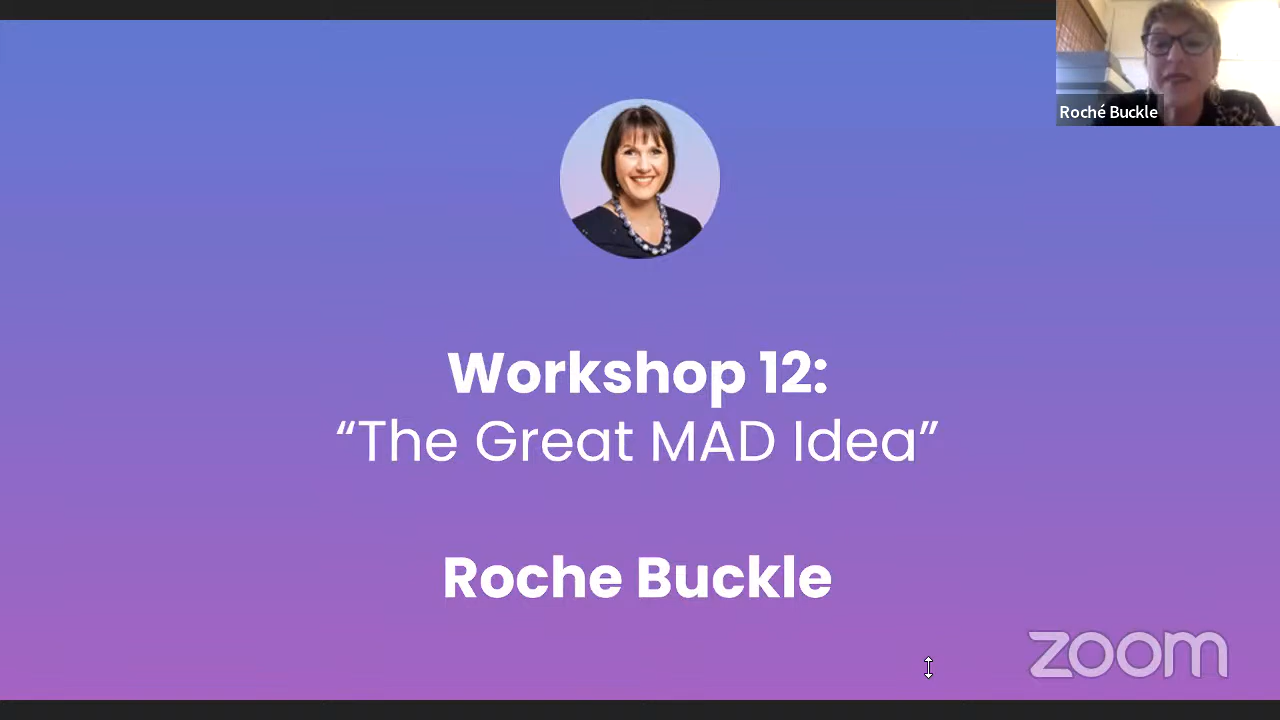 Roché Buckle
Workshop 12:
“The Great MAD Idea”
Roche Buckle
zoom